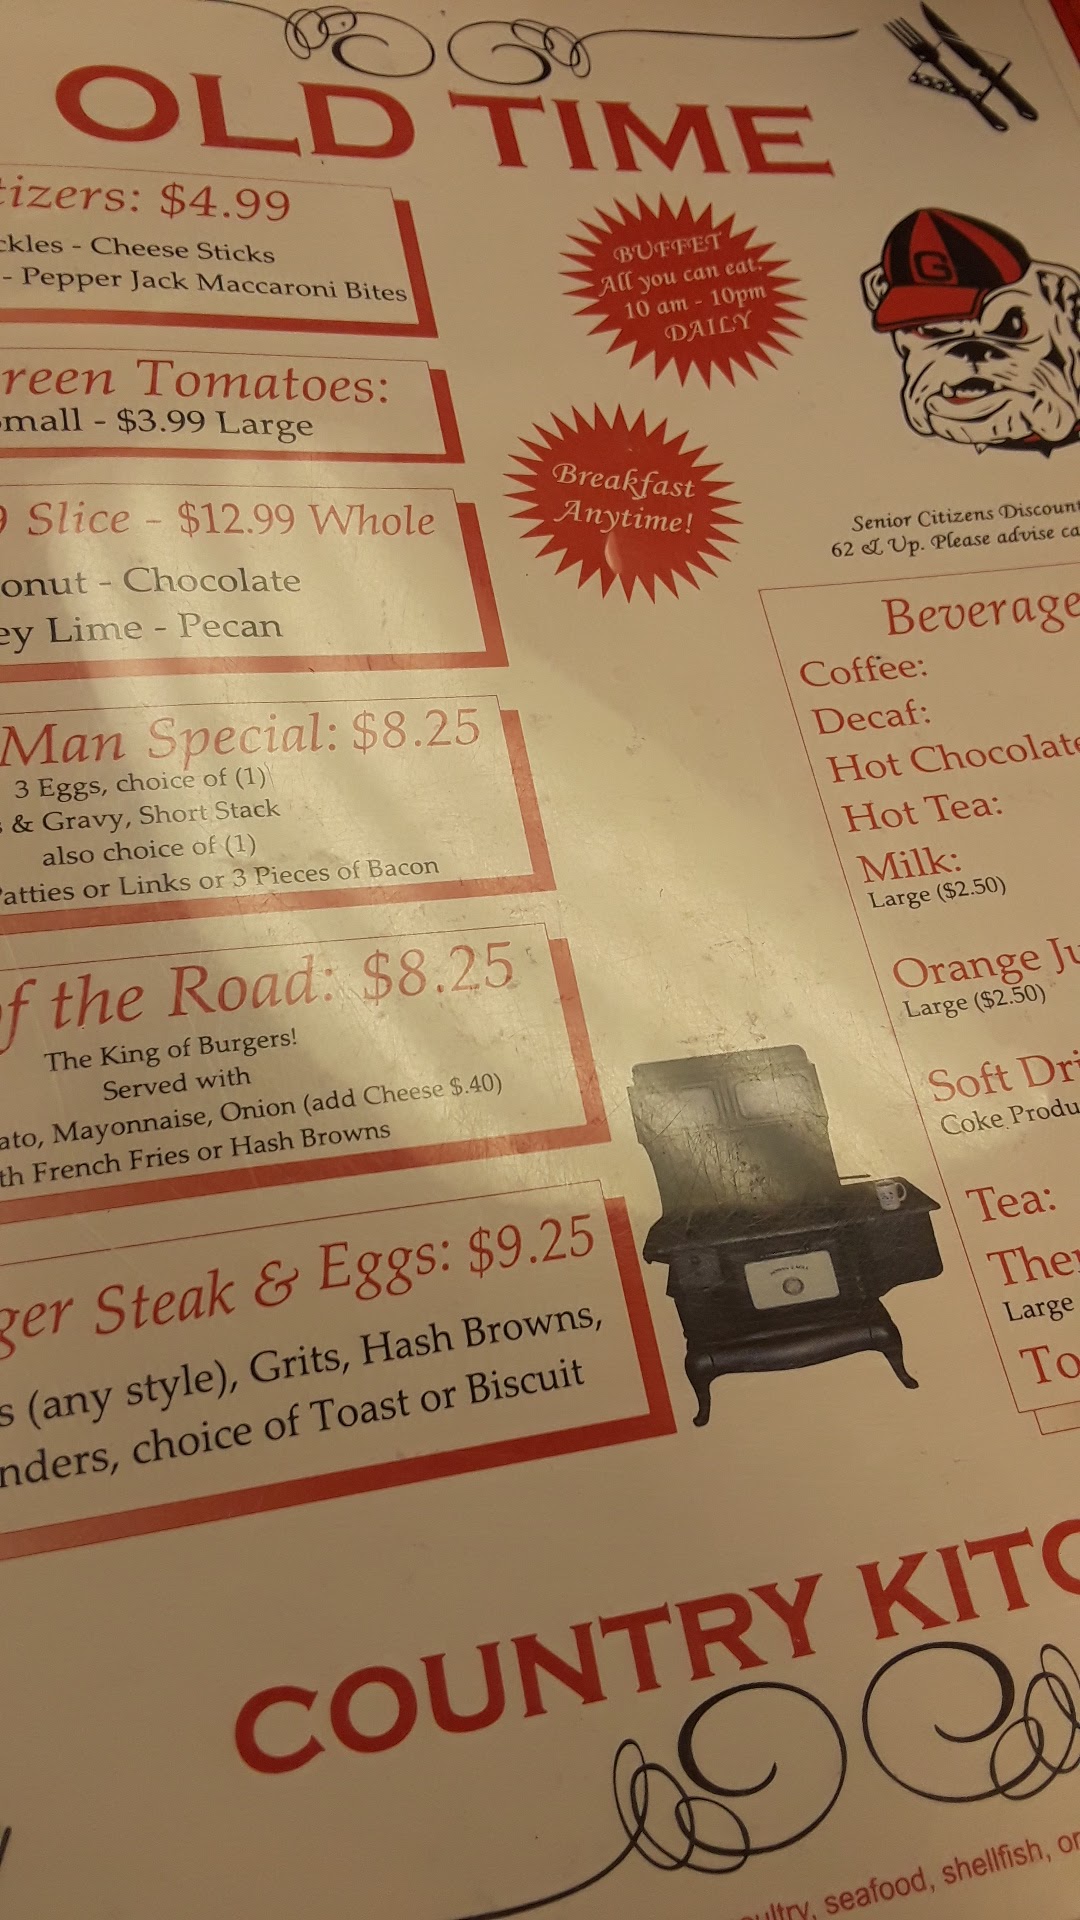 OLD TIME
tizers: $4.99
ckles - Cheese Sticks
- Pepper Jack Maccaroni Bites
BUFFET
All you can eat.
10 am - 10pm
DAILY
G
reen Tomatoes:
mall - $3.99 Large
Breakfast
Anytime!
9 Slice - $12.99 Whole
onut - Chocolate
ey Lime - Pecan
Senior Citizens Discount
62 & Up. Please advise ca
Man Special: $8.25
3 Eggs, choice of (1)
s & Gravy, Short Stack
also choice of (1)
Patties or Links or 3 Pieces of Bacon
of the Road: $8.25
The King of Burgers!
Served with
ato, Mayonnaise, Onion (add Cheese $.40)
th French Fries or Hash Browns
ger Steak & Eggs: $9.25
s (any style), Grits, Hash Browns,
nders, choice of Toast or Biscuit
Beverage
Coffee:
Decaf:
Hot Chocolate
Hot Tea:
Milk:
Large ($2.50)
Orange Ju
Large ($2.50)
Soft Dri
Coke Produ
Tea:
Ther
Large
To
COUNTRY KITC
ultry, seafood, shellfish, or